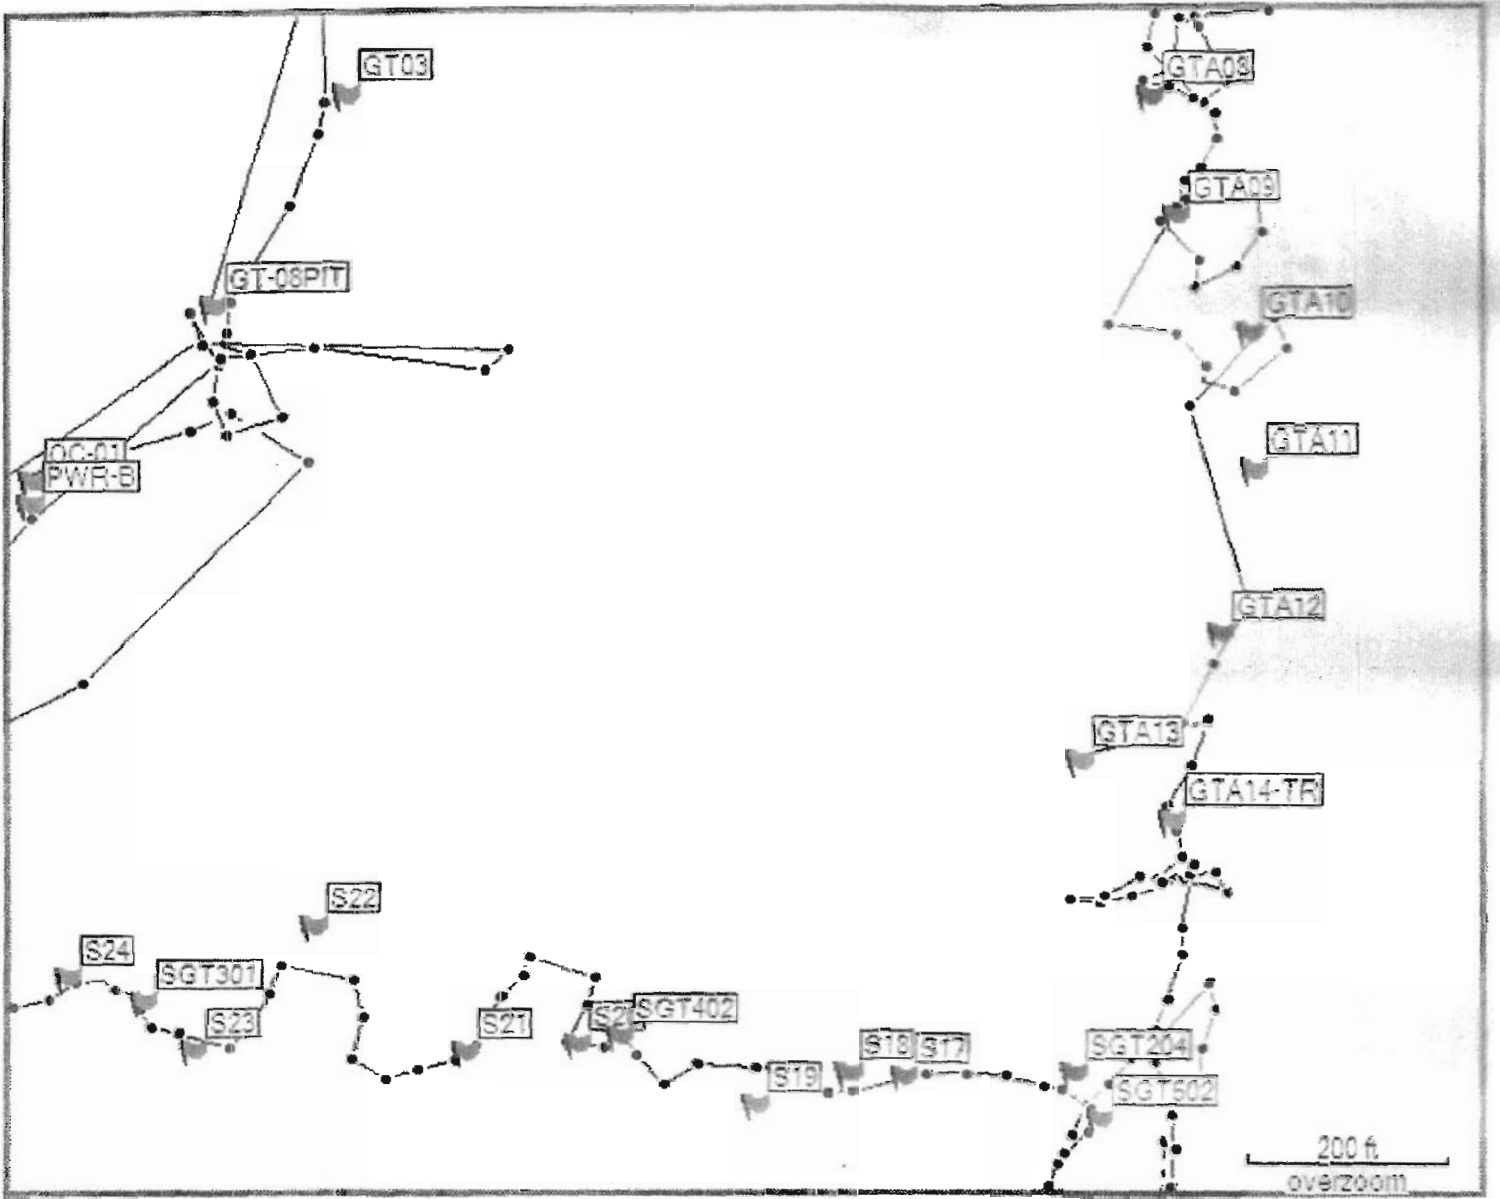 GT03
GTA08
GTA09
GT-08PIT
GTA10
OC-01
PWR-B
GTA11
GTA12
GTA13
GTA14-TR
S22
S24
SGT301
S23
S21
SGT402
S18
S17
S19
SGT204
SGT502
200 ft
overzoom